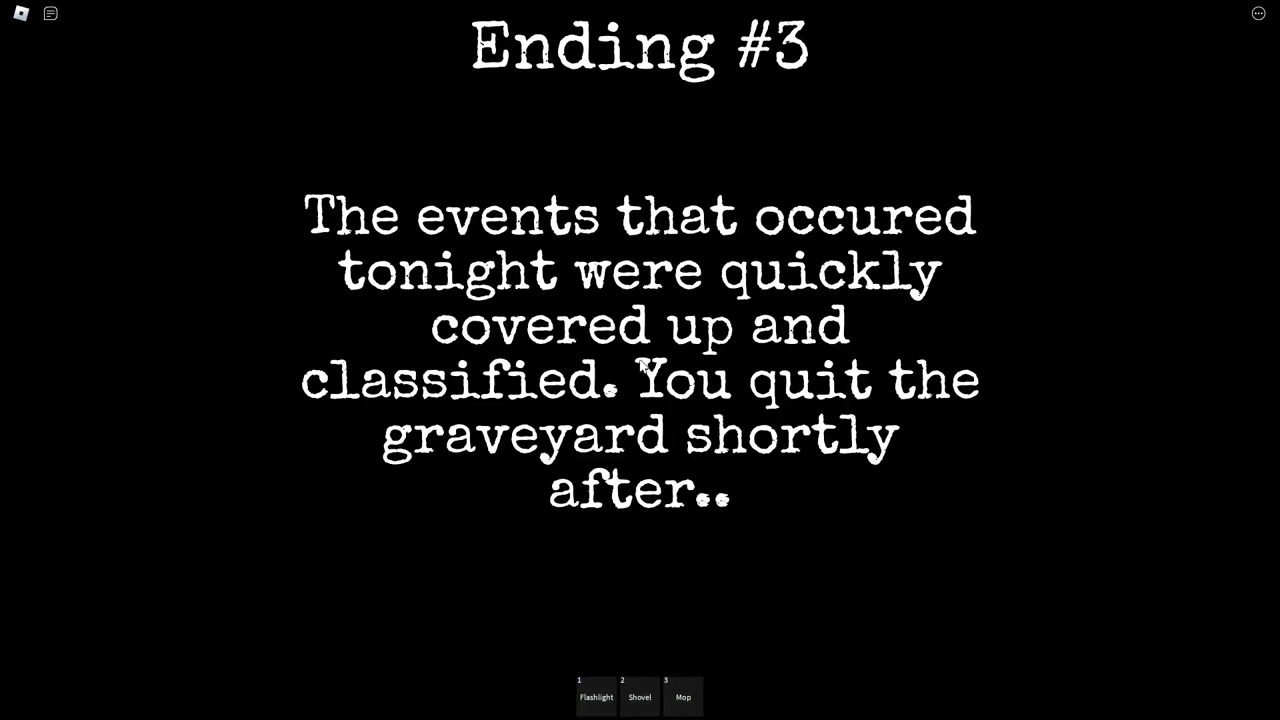 Ending #3
The events that occured
tonight were quickly
covered up and
classified. You quit the
graveyard shortly
after..
1 2 3
Flashlight Shovel Mop